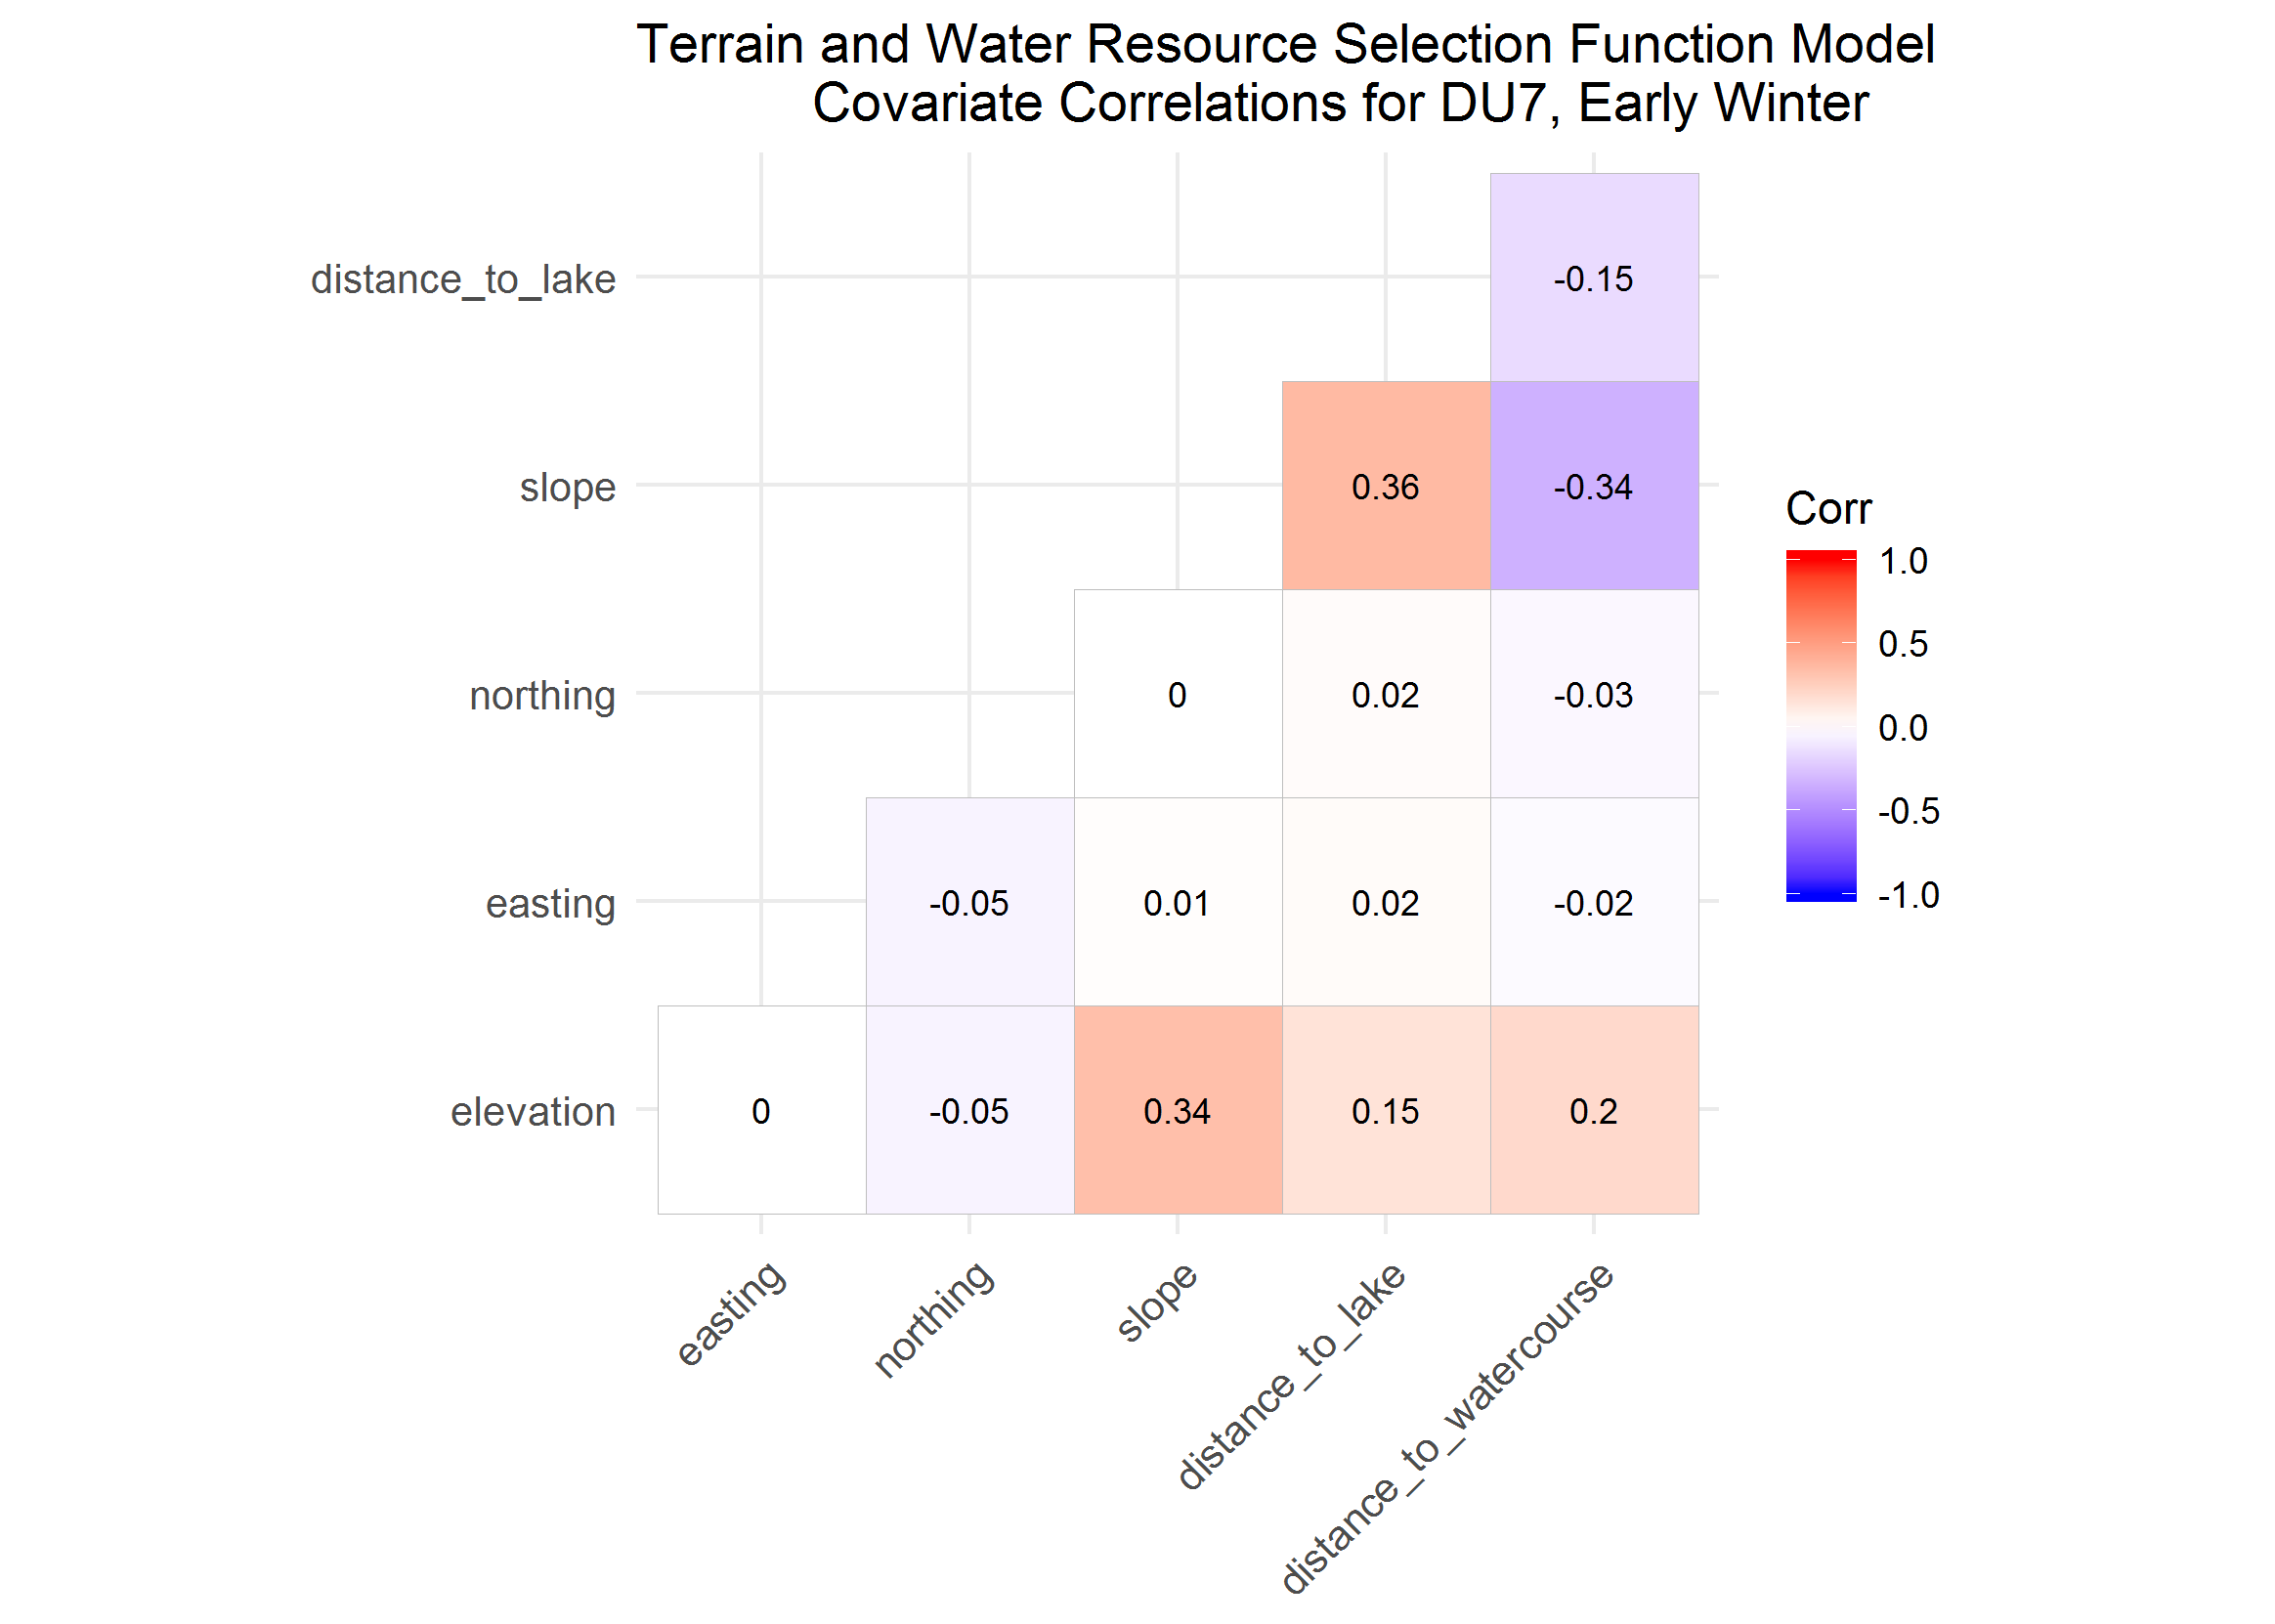 Terrain and Water Resource Selection Function Model
Covariate Correlations for DU7, Early Winter
distance_to_lake
-0.15
slope
0.36
-0.34
northing
0
0.02
-0.03
easting
-0.05
0.01
0.02
-0.02
elevation
0
-0.05
0.34
0.15
0.2
easting
northing
slope
distance_to_lake
distance_to_watercourse
Corr
1.0
0.5
0.0
-0.5
-1.0